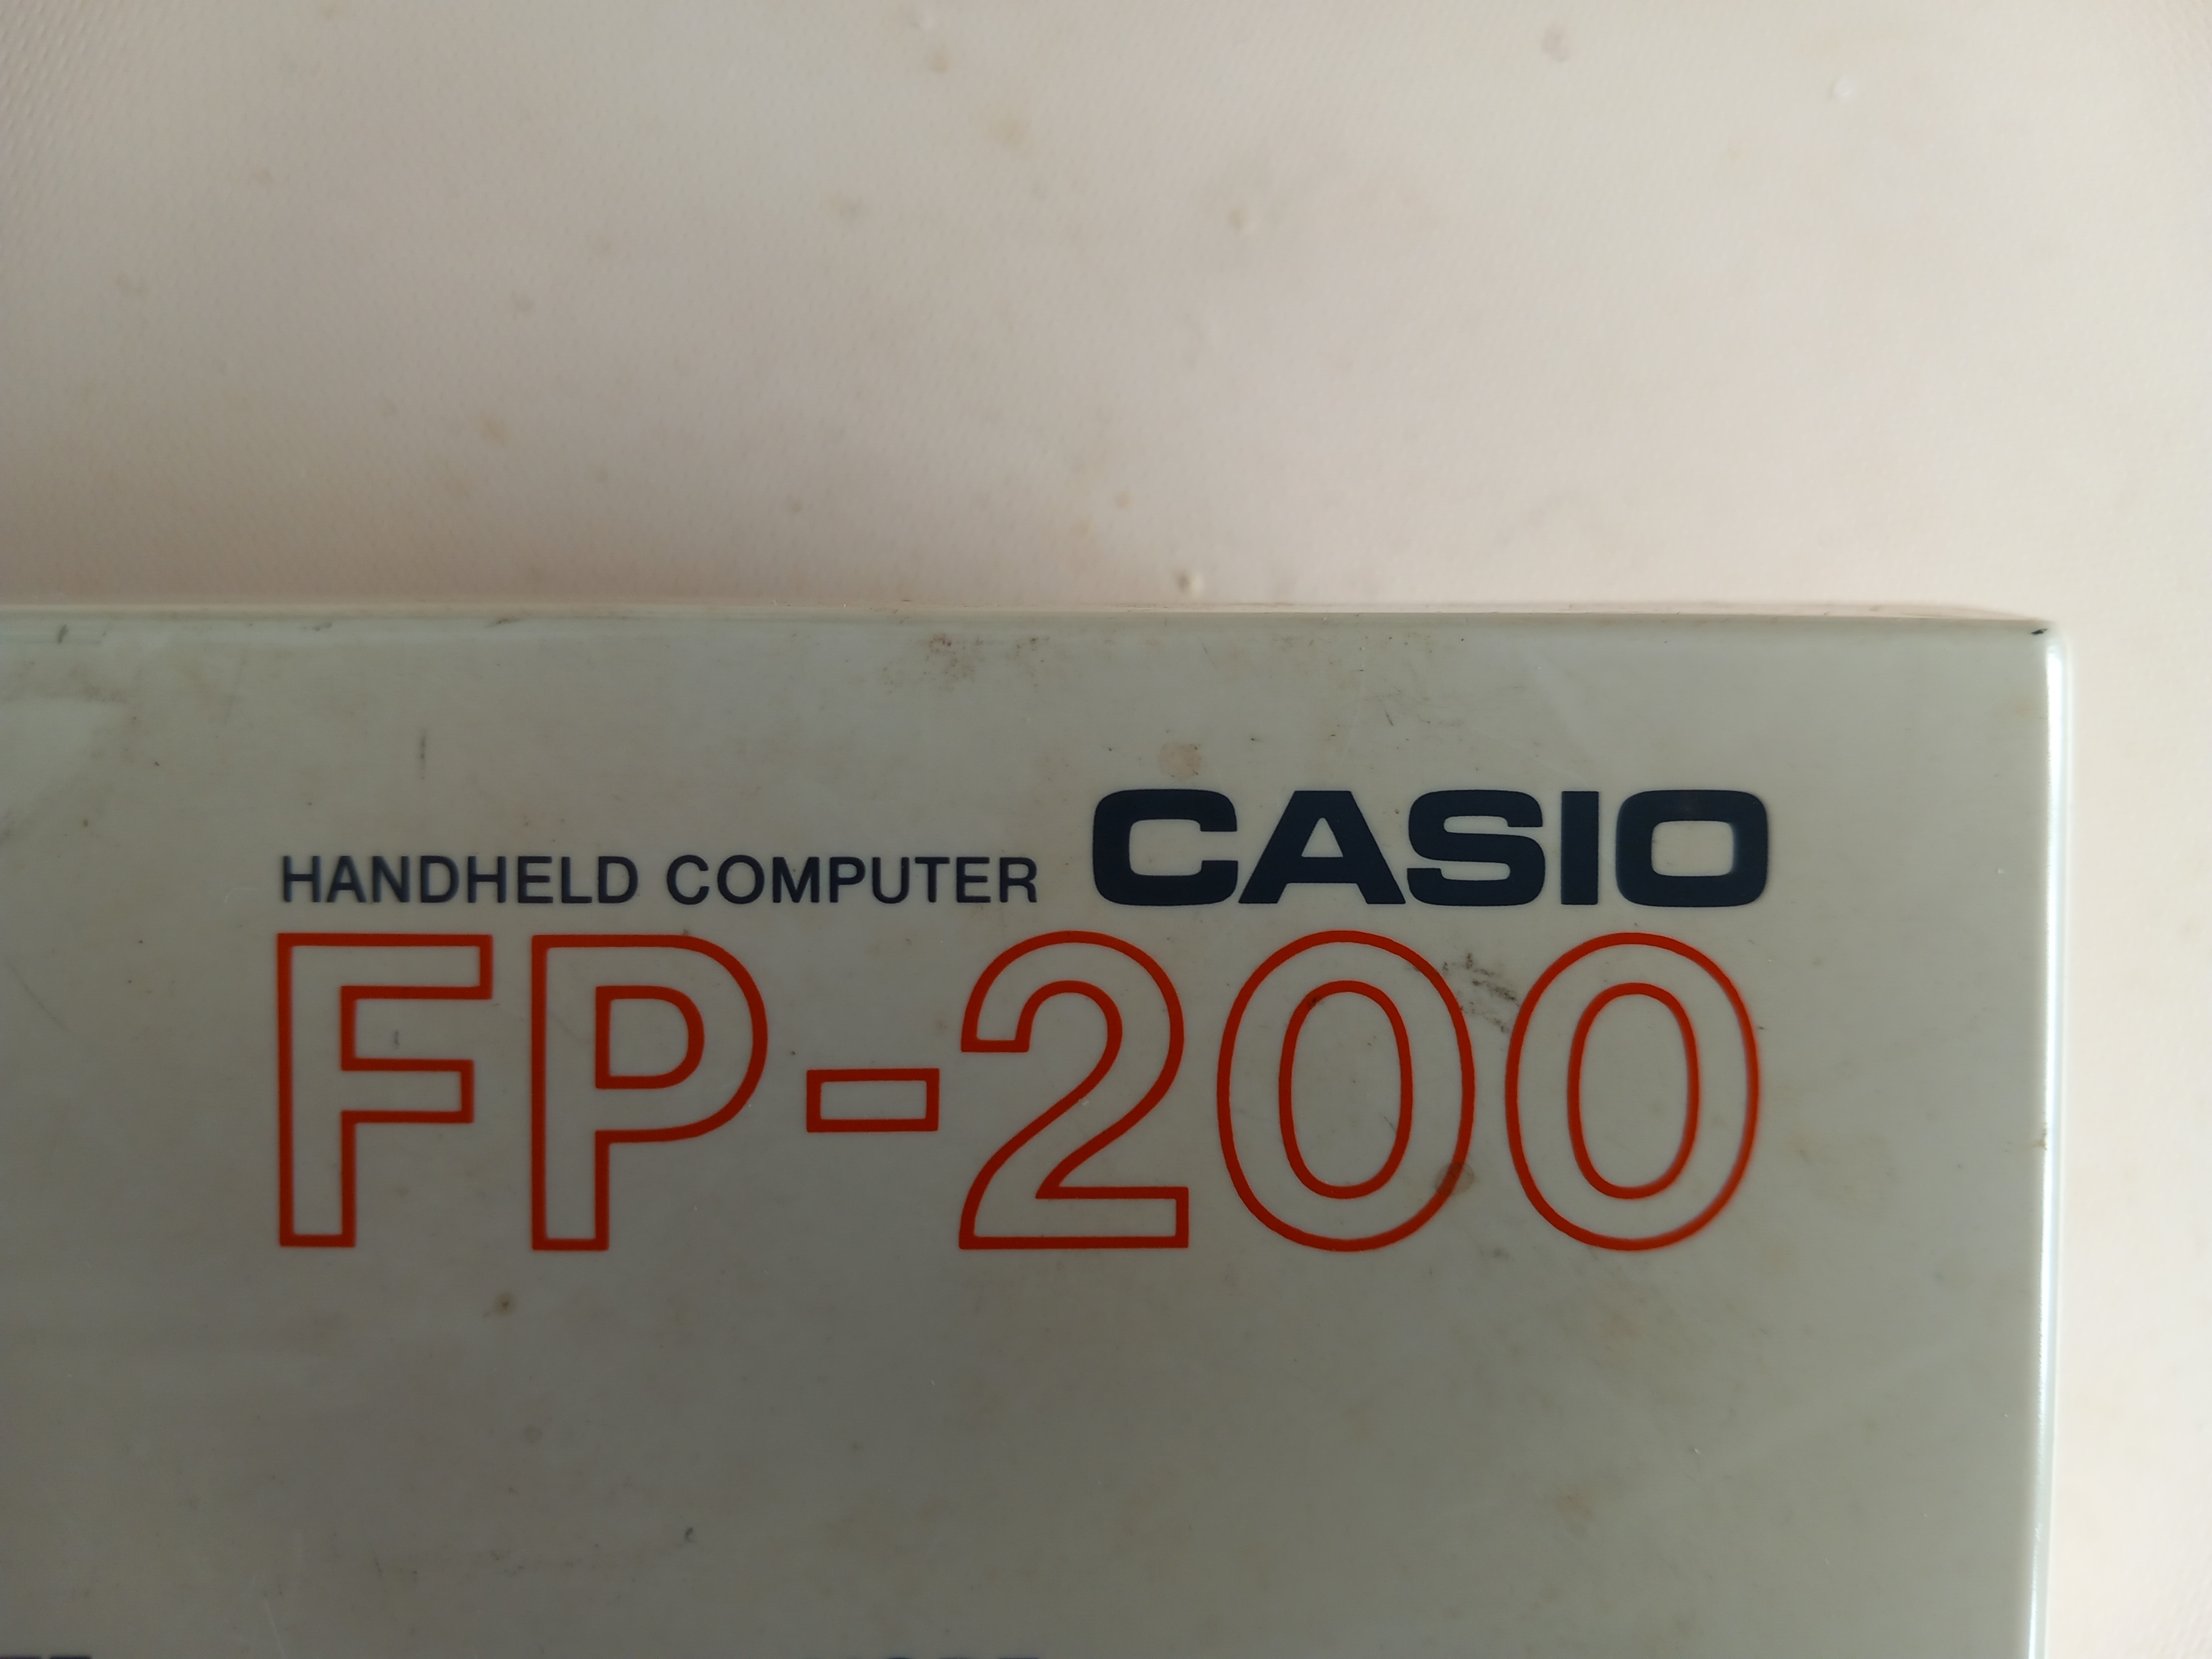 HANDHELD COMPUTER CASIO
FP-200